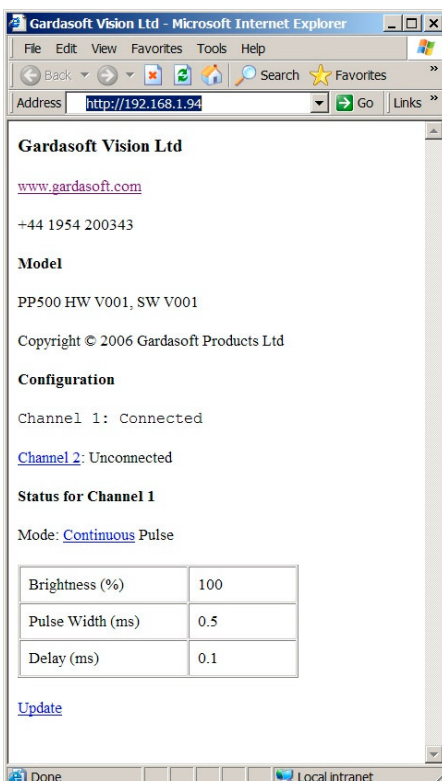 Gardasoft Vision Ltd - Microsoft Internet Explorer
File Edit View Favorites Tools Help
Back Search Favorites »
Address http://192.168.1.94 Go Links »
Gardasoft Vision Ltd
www.gardasoft.com
+44 1954 200343
Model
PP500 HW V001, SW V001
Copyright © 2006 Gardasoft Products Ltd
Configuration
Channel 1: Connected
Channel 2: Unconnected
Status for Channel 1
Mode: Continuous Pulse
Brightness (%) 100
Pulse Width (ms) 0.5
Delay (ms) 0.1
Update
Done Local intranet